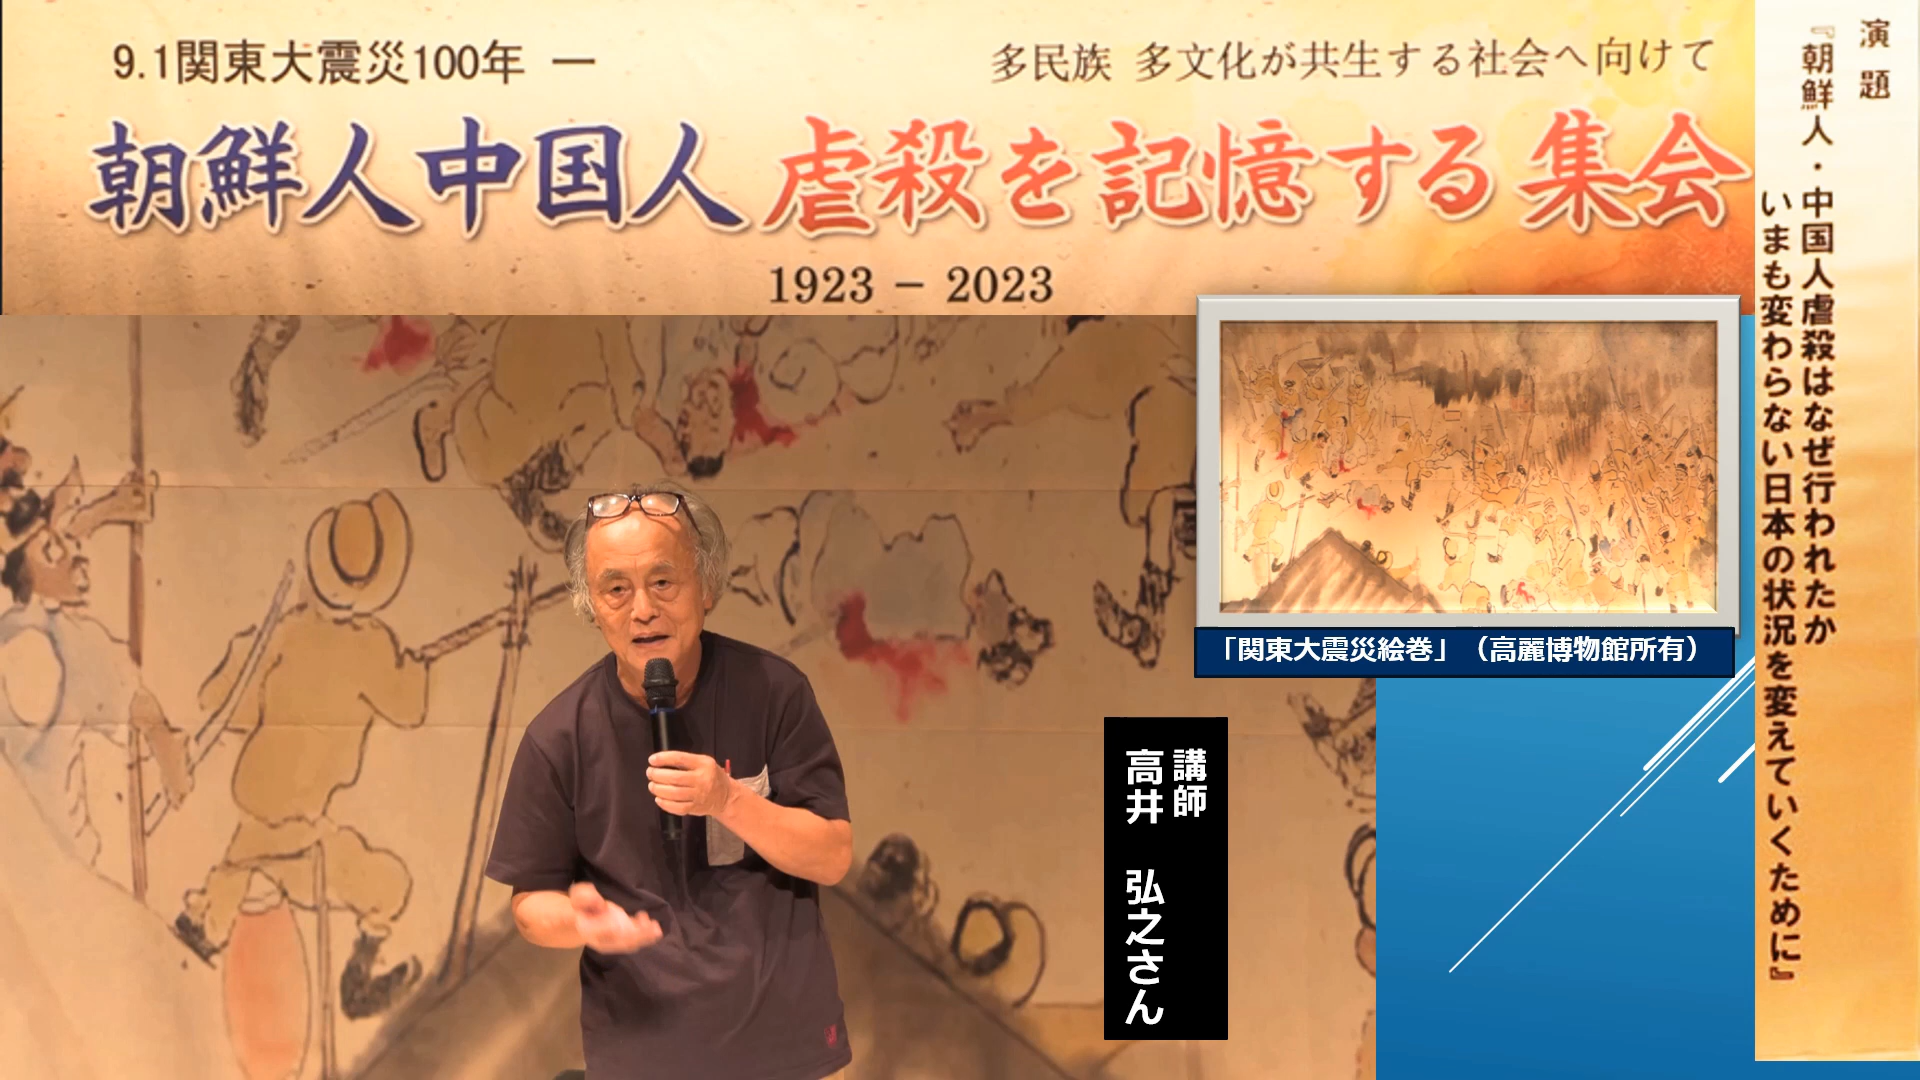 9.1関東大震災100年 ―
多民族 多文化が共生する社会へ向けて
朝鮮人中国人虐殺を記憶する集会
1923 − 2023
演題
『朝鮮人・中国人虐殺はなぜ行われたか
いまも変わらない日本の状況を変えていくために』
「関東大震災絵巻」（高麗博物館所有）
講師
高井 弘之さん